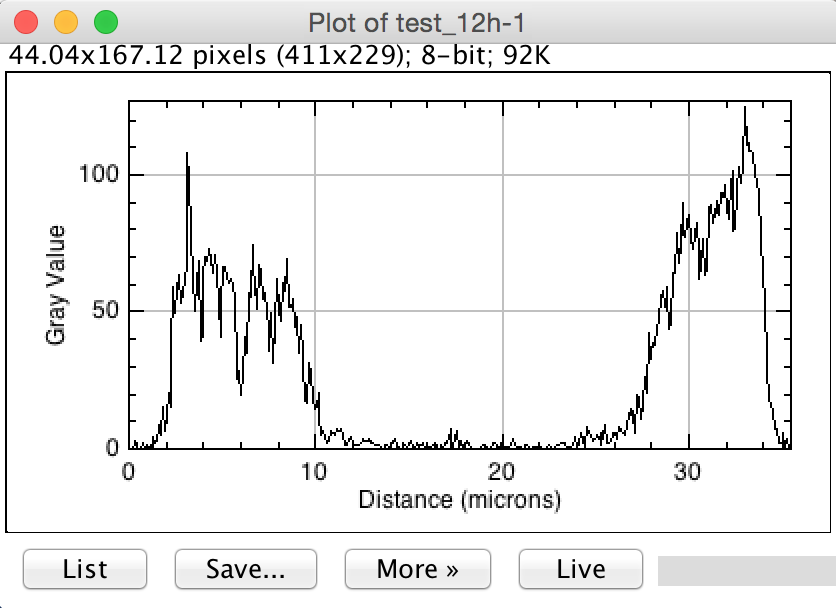 Plot of test_12h-1
44.04x167.12 pixels (411x229); 8-bit; 92K
100
50
0
Gray Value
0 10 20 30
Distance (microns)
List Save... More » Live